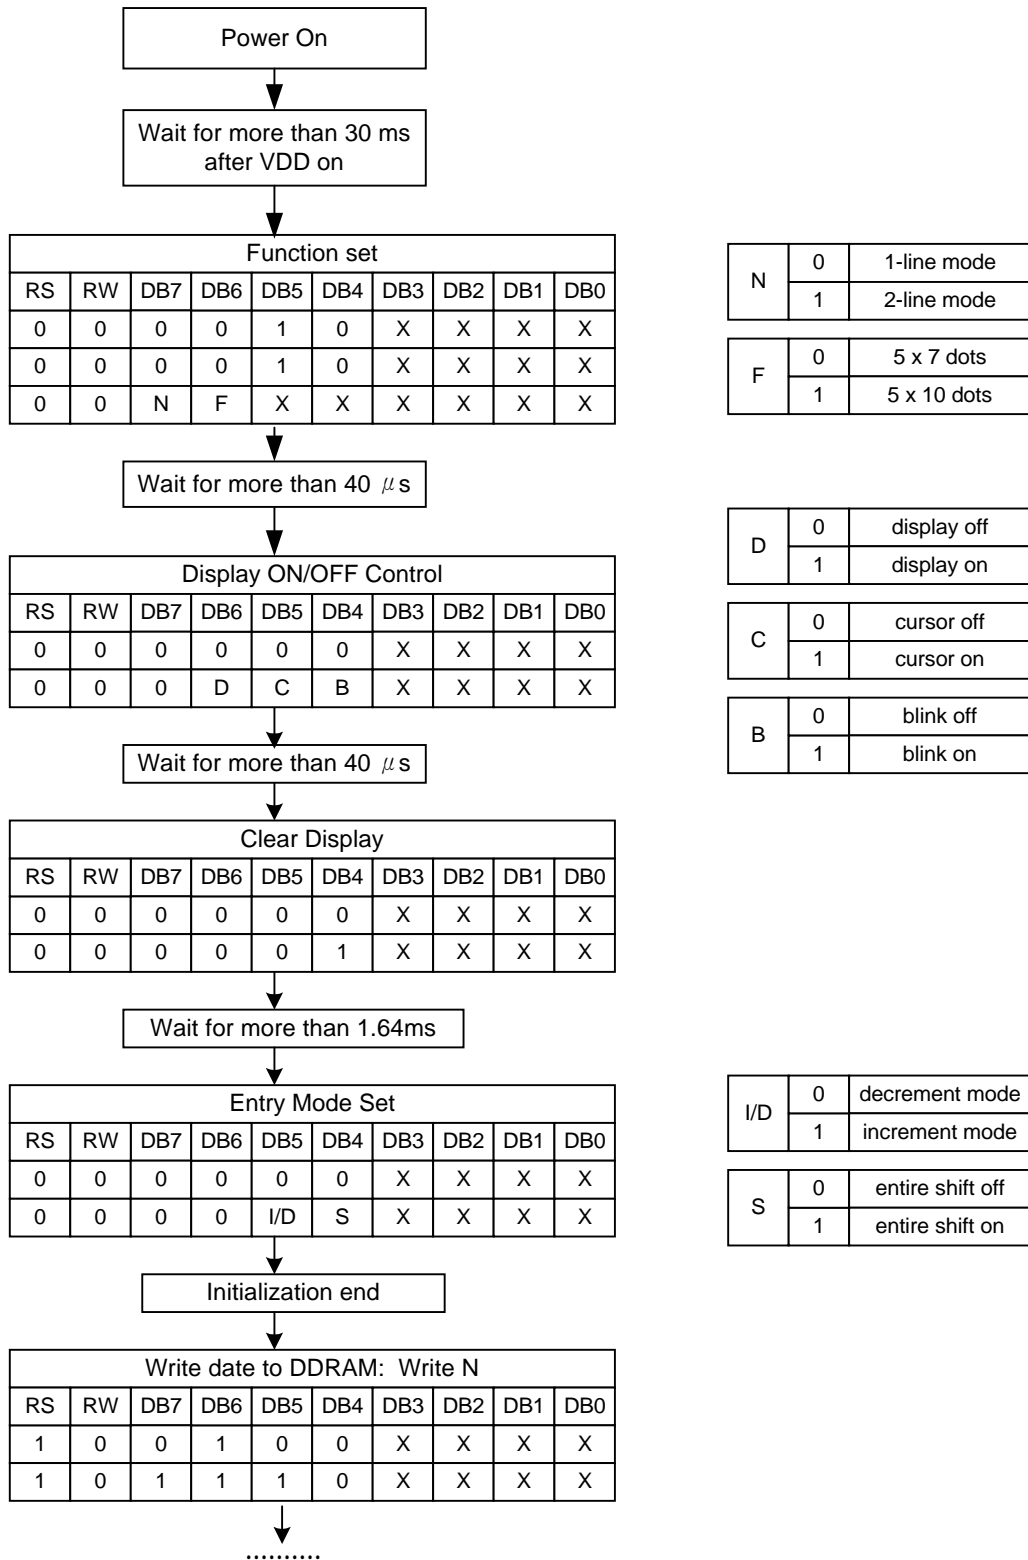 Power On
Wait for more than 30 ms
after VDD on
Function set
RS RW DB7 DB6 DB5 DB4 DB3 DB2 DB1 DB0
0 0 0 0 1 0 X X X X
0 0 0 0 1 0 X X X X
0 0 N F X X X X X X
N 0 1-line mode
1 2-line mode
F 0 5 x 7 dots
1 5 x 10 dots
Wait for more than 40 μs
Display ON/OFF Control
RS RW DB7 DB6 DB5 DB4 DB3 DB2 DB1 DB0
0 0 0 0 0 0 X X X X
0 0 0 D C B X X X X
D 0 display off
1 display on
C 0 cursor off
1 cursor on
B 0 blink off
1 blink on
Wait for more than 40 μs
Clear Display
RS RW DB7 DB6 DB5 DB4 DB3 DB2 DB1 DB0
0 0 0 0 0 0 X X X X
0 0 0 0 0 1 X X X X
Wait for more than 1.64ms
Entry Mode Set
RS RW DB7 DB6 DB5 DB4 DB3 DB2 DB1 DB0
0 0 0 0 0 0 X X X X
0 0 0 0 I/D S X X X X
I/D 0 decrement mode
1 increment mode
S 0 entire shift off
1 entire shift on
Initialization end
Write date to DDRAM: Write N
RS RW DB7 DB6 DB5 DB4 DB3 DB2 DB1 DB0
1 0 0 1 0 0 X X X X
1 0 1 1 1 0 X X X X
..........